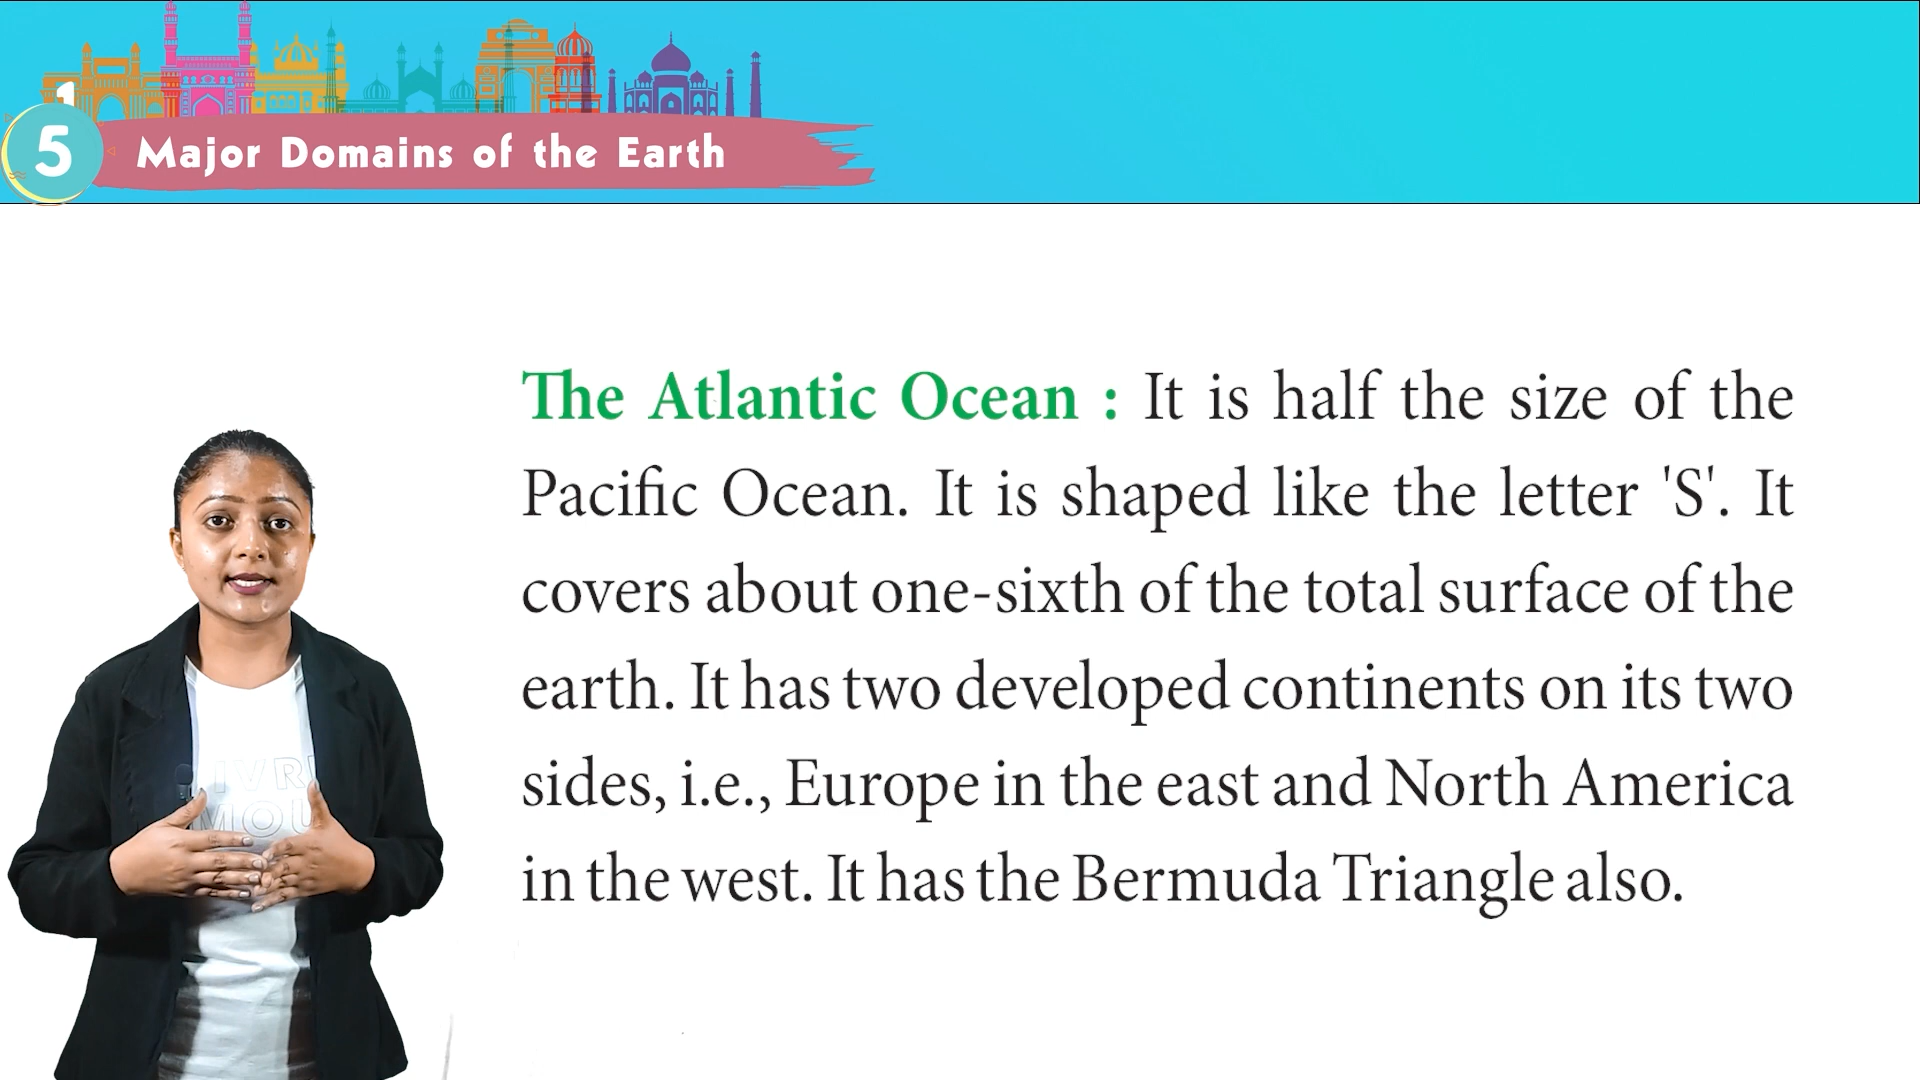 5
Major Domains of the Earth
The Atlantic Ocean : It is half the size of the
Pacific Ocean. It is shaped like the letter 'S'. It
covers about one-sixth of the total surface of the
earth. It has two developed continents on its two
sides, i.e., Europe in the east and North America
in the west. It has the Bermuda Triangle also.